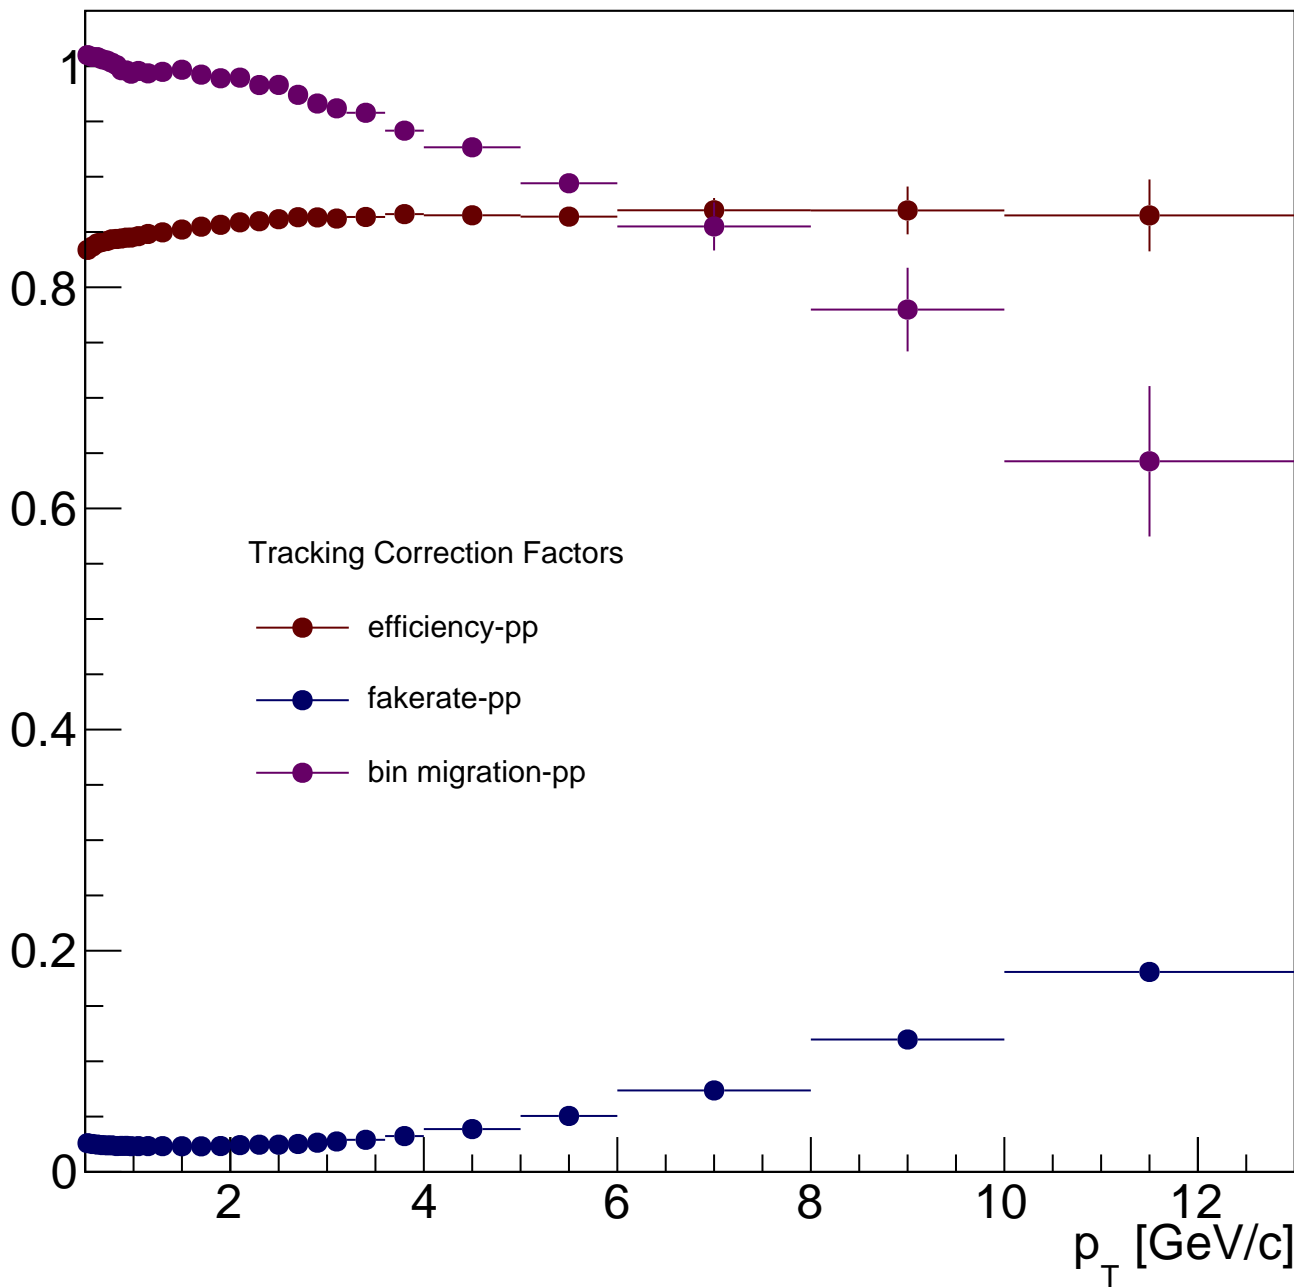 1
0.8
0.6
Tracking Correction Factors
efficiency-pp
fakerate-pp
0.4
bin migration-pp
0.2
0
2 4 6 8 10 12
p_T [GeV/c]